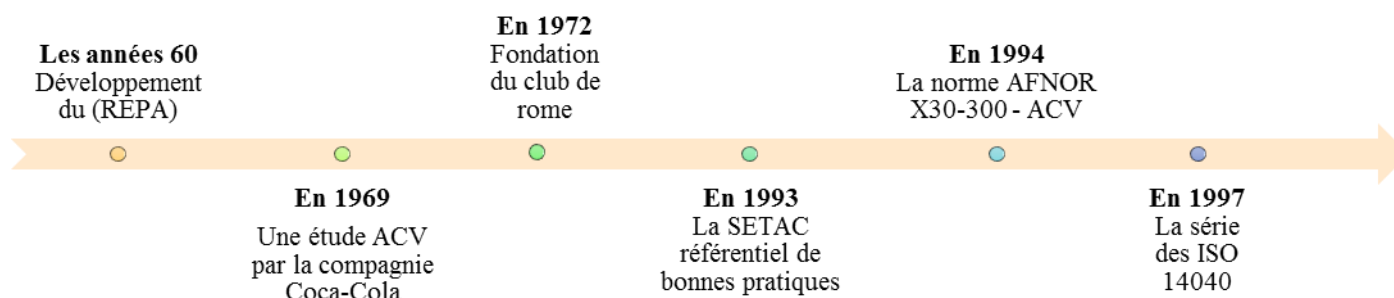 Les années 60
Développement
du (REPA)
En 1969
Une étude ACV
par la compagnie
Coca-Cola
En 1972
Fondation
du club de
rome
En 1993
La SETAC
référentiel de
bonnes pratiques
En 1994
La norme AFNOR
X30-300 - ACV
En 1997
La série
des ISO
14040